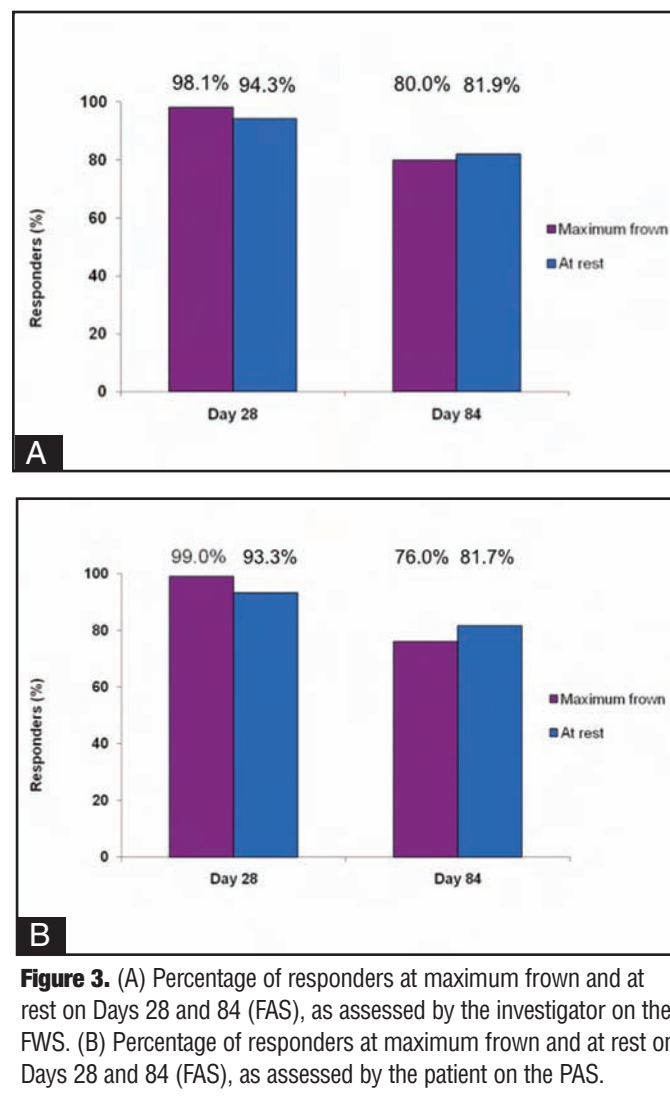 98.1% 94.3% 80.0% 81.9%
100
80
60
40
20
0
Responders (%)
Day 28 Day 84
Maximum frown
At rest
A
99.0% 93.3% 76.0% 81.7%
100
80
60
40
20
0
Responders (%)
Day 28 Day 84
Maximum frown
At rest
B
Figure 3. (A) Percentage of responders at maximum frown and at
rest on Days 28 and 84 (FAS), as assessed by the investigator on the
FWS. (B) Percentage of responders at maximum frown and at rest on
Days 28 and 84 (FAS), as assessed by the patient on the PAS.